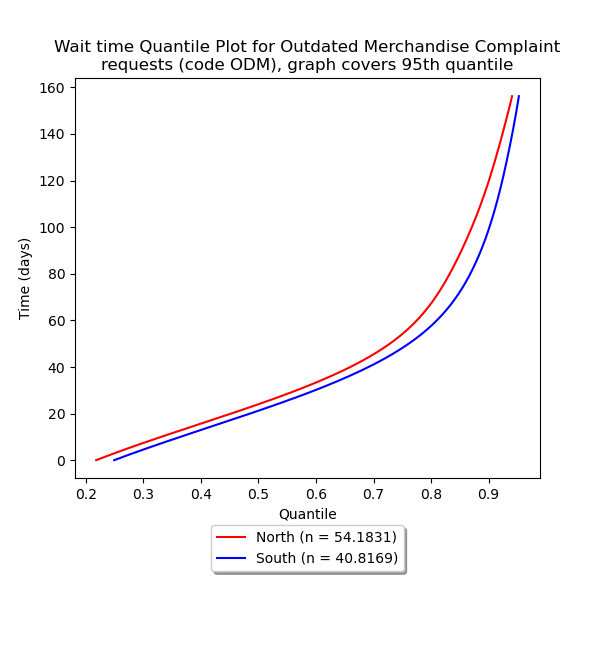 Wait time Quantile Plot for Outdated Merchandise Complaint
requests (code ODM), graph covers 95th quantile
160
140
120
100
80
60
40
20
0
Time (days)
0.2 0.3 0.4 0.5 0.6 0.7 0.8 0.9
Quantile
North (n = 54.1831)
South (n = 40.8169)